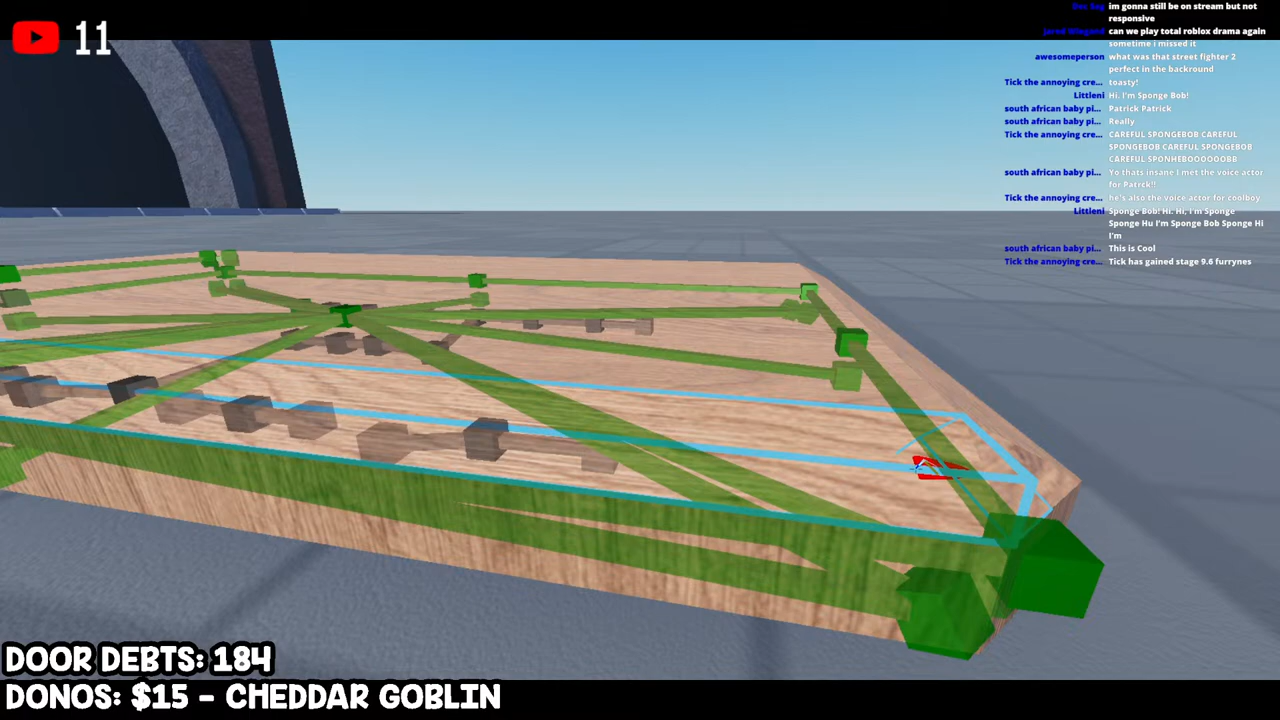 11
Doc Seg im gonna still be on stream but not
responsive
Jared Wiegand can we play total roblox drama again
sometime i missed it
awesomeperson what was that street fighter 2
perfect in the backround
Tick the annoying cre... toasty!
Littleni Hi. I'm Sponge Bob!
south african baby pi... Patrick Patrick
south african baby pi... Really
Tick the annoying cre... CAREFUL SPONGEBOB CAREFUL
SPONGEBOB CAREFUL SPONGEBOB
CAREFUL SPONHEBOOOOOBB
south african baby pi... Yo thats insane I met the voice actor
for Patrck!!
Tick the annoying cre... he's also the voice actor for coolboy
Littleni Sponge Bob! Hi. Hi, I'm Sponge
Sponge Hu I'm Sponge Bob Sponge Hi
I'm
south african baby pi... This is Cool
Tick the annoying cre... Tick has gained stage 9.6 furrynes
DOOR DEBTS: 184
DONOS: $15 - CHEDDAR GOBLIN